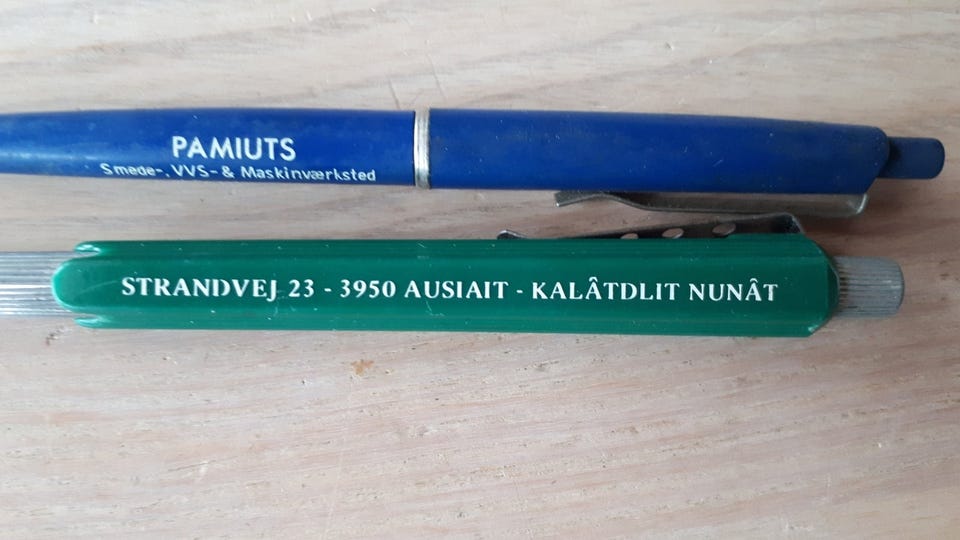 PAMIUTS
Smede-, VVS- & Maskinværksted
STRANDVEJ 23 - 3950 AUSIAIT - KALÂTDLIT NUNÂT